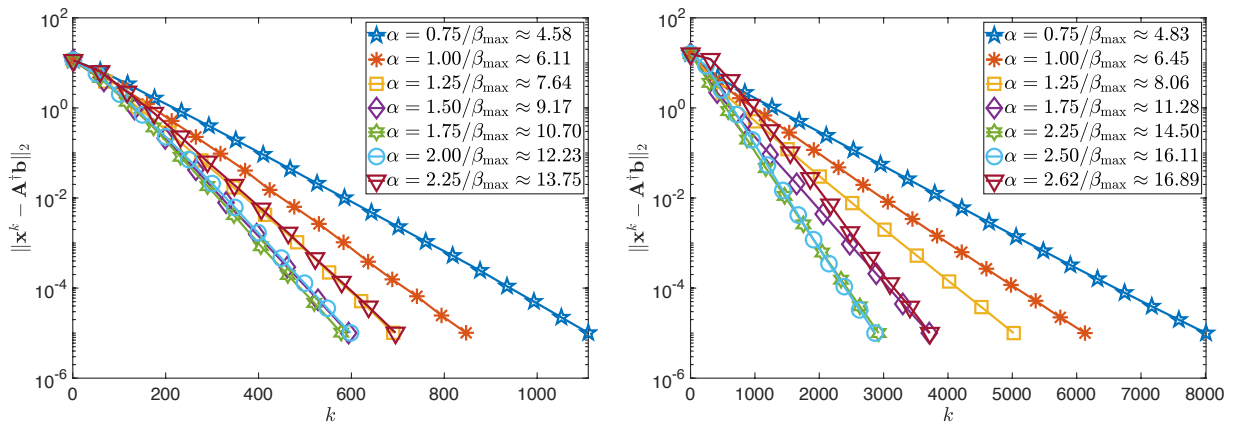 10^2
10^0
10^-2
10^-4
10^-6
‖x^k − A^†b‖_2
0 200 400 600 800 1000
k
α = 0.75/β_max ≈ 4.58
α = 1.00/β_max ≈ 6.11
α = 1.25/β_max ≈ 7.64
α = 1.50/β_max ≈ 9.17
α = 1.75/β_max ≈ 10.70
α = 2.00/β_max ≈ 12.23
α = 2.25/β_max ≈ 13.75
10^2
10^0
10^-2
10^-4
10^-6
‖x^k − A^†b‖_2
0 1000 2000 3000 4000 5000 6000 7000 8000
k
α = 0.75/β_max ≈ 4.83
α = 1.00/β_max ≈ 6.45
α = 1.25/β_max ≈ 8.06
α = 1.75/β_max ≈ 11.28
α = 2.25/β_max ≈ 14.50
α = 2.50/β_max ≈ 16.11
α = 2.62/β_max ≈ 16.89